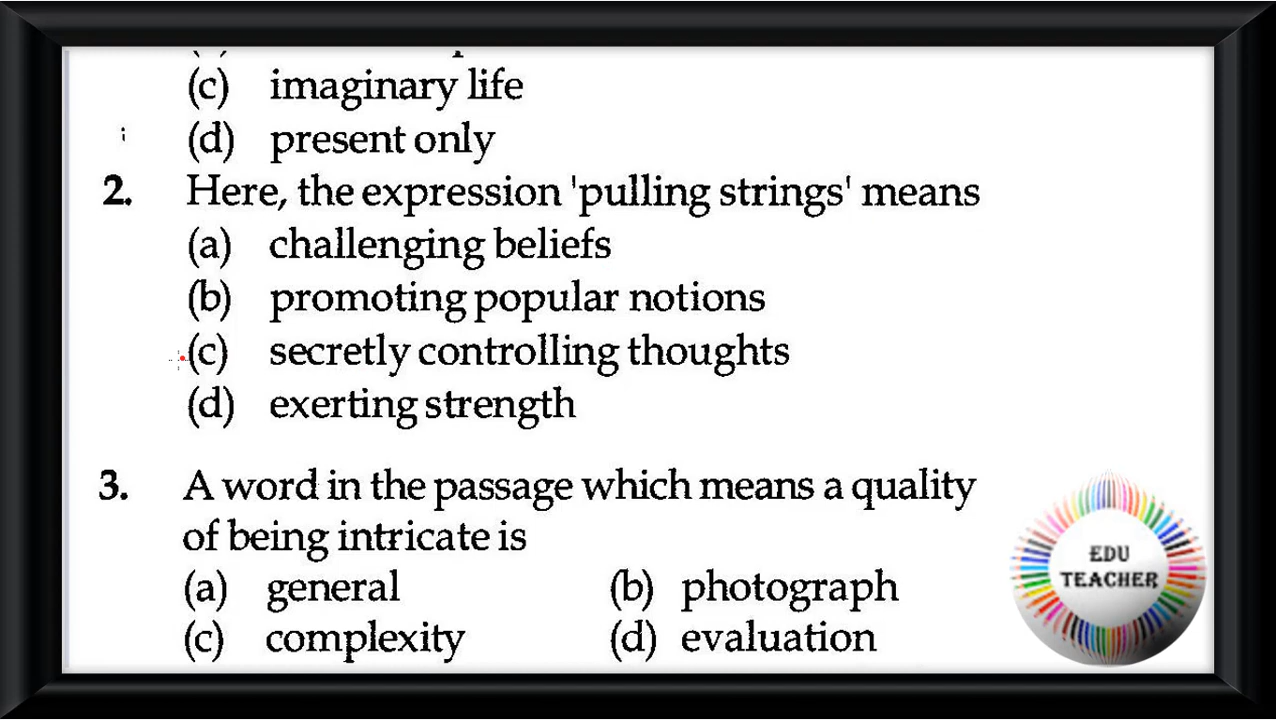 (c) imaginary life
(d) present only
2. Here, the expression 'pulling strings' means
(a) challenging beliefs
(b) promoting popular notions
(c) secretly controlling thoughts
(d) exerting strength
3. A word in the passage which means a quality
of being intricate is
(a) general (b) photograph
(c) complexity (d) evaluation
EDU
TEACHER